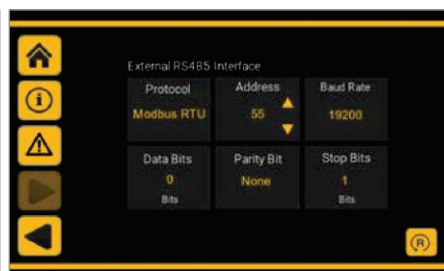 External RS485 Interface
Protocol
Address
Baud Rate
Modbus RTU
55
19200
Data Bits
Parity Bit
Stop Bits
0
None
1
Bits
Bits
R